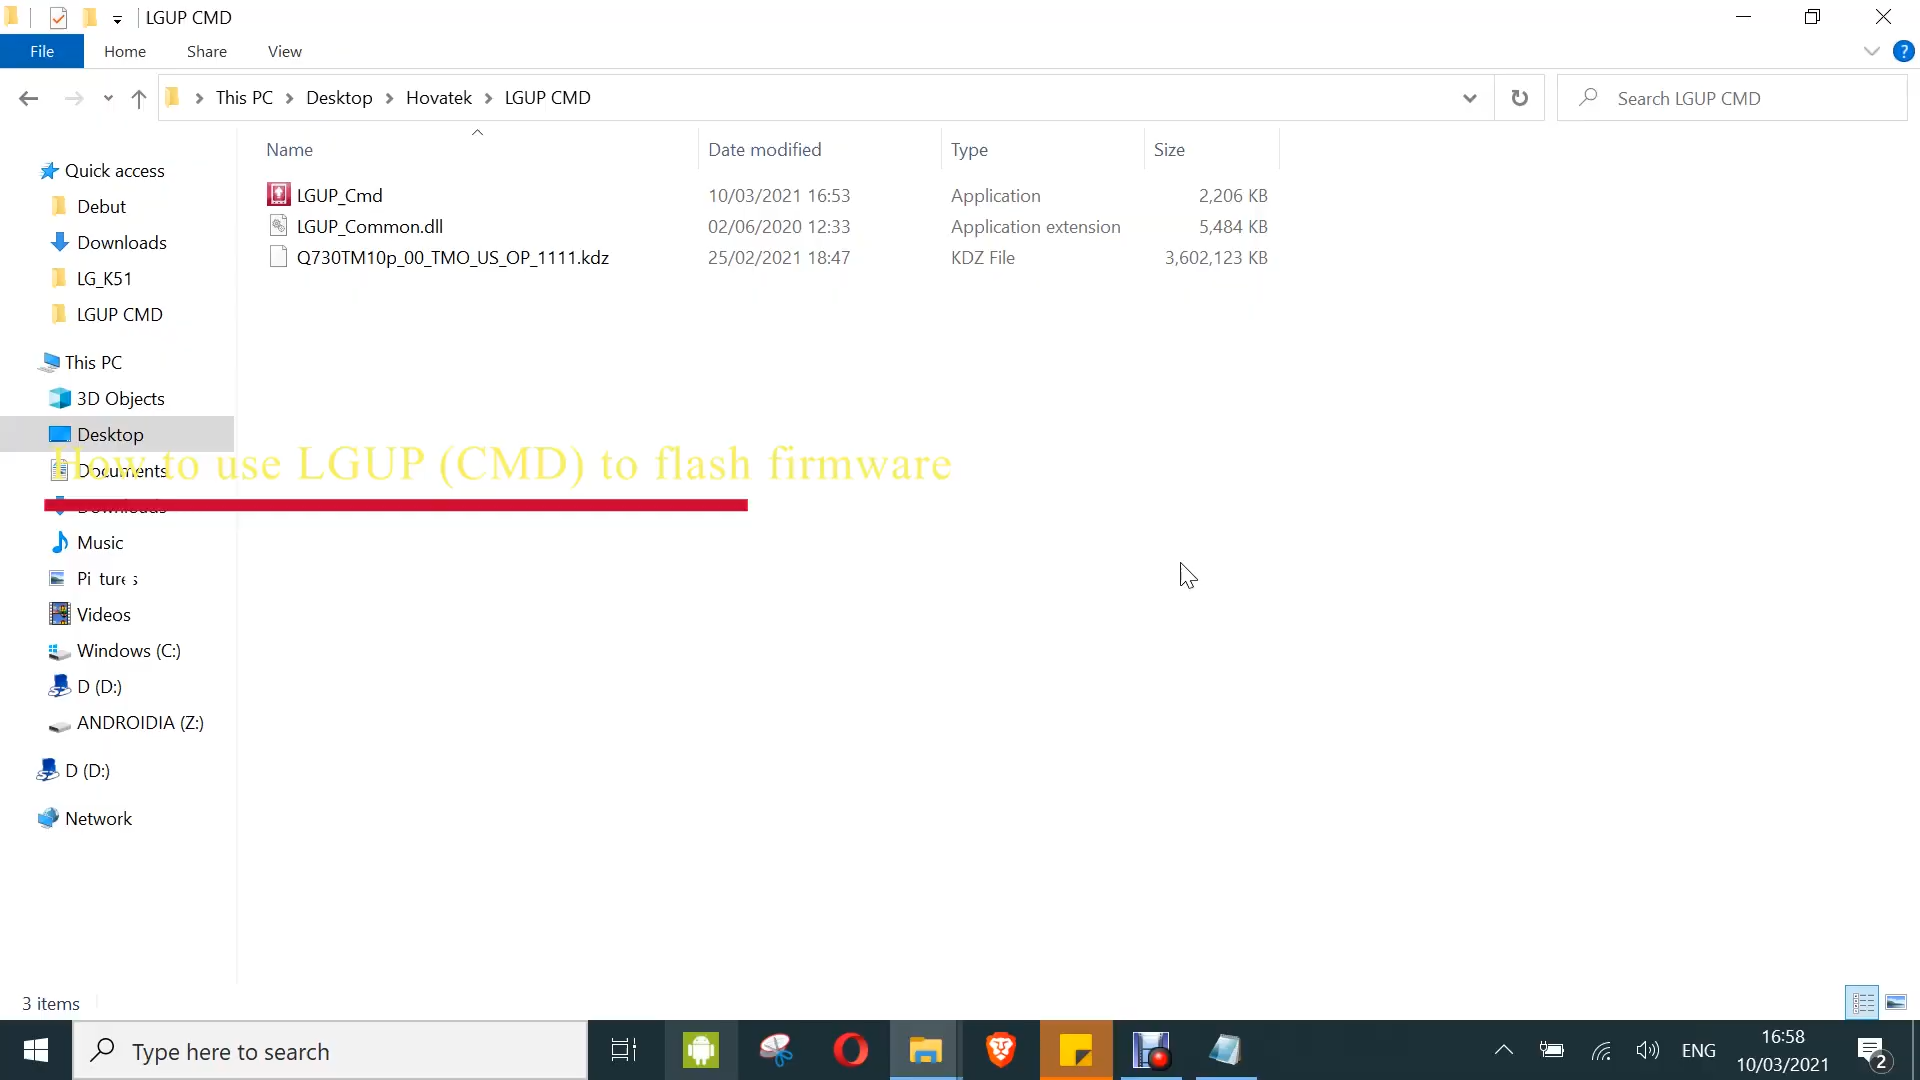 LGUP CMD
File Home Share View
This PC Desktop Hovatek LGUP CMD
Search LGUP CMD
Name Date modified Type Size
LGUP_Cmd 10/03/2021 16:53 Application 2,206 KB
LGUP_Common.dll 02/06/2020 12:33 Application extension 5,484 KB
Q730TM10p_00_TMO_US_OP_1111.kdz 25/02/2021 18:47 KDZ File 3,602,123 KB
Quick access
Debut
Downloads
LG_K51
LGUP CMD
This PC
3D Objects
Desktop
How to use LGUP (CMD) to flash firmware
Documents
Downloads
Music
Pictures
Videos
Windows (C:)
D (D:)
ANDROIDIA (Z:)
D (D:)
Network
3 items
Type here to search
ENG
16:58
10/03/2021
2